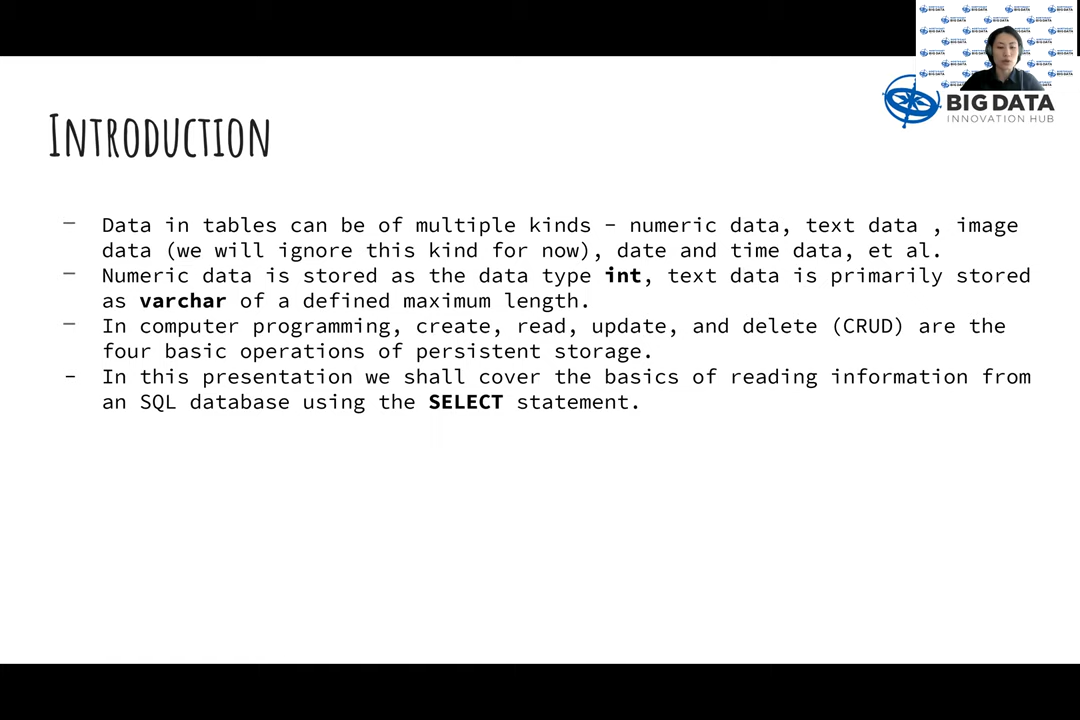 BIG DATA
INNOVATION HUB
Introduction
– Data in tables can be of multiple kinds – numeric data, text data , image
data (we will ignore this kind for now), date and time data, et al.
– Numeric data is stored as the data type int, text data is primarily stored
as varchar of a defined maximum length.
– In computer programming, create, read, update, and delete (CRUD) are the
four basic operations of persistent storage.
- In this presentation we shall cover the basics of reading information from
an SQL database using the SELECT statement.